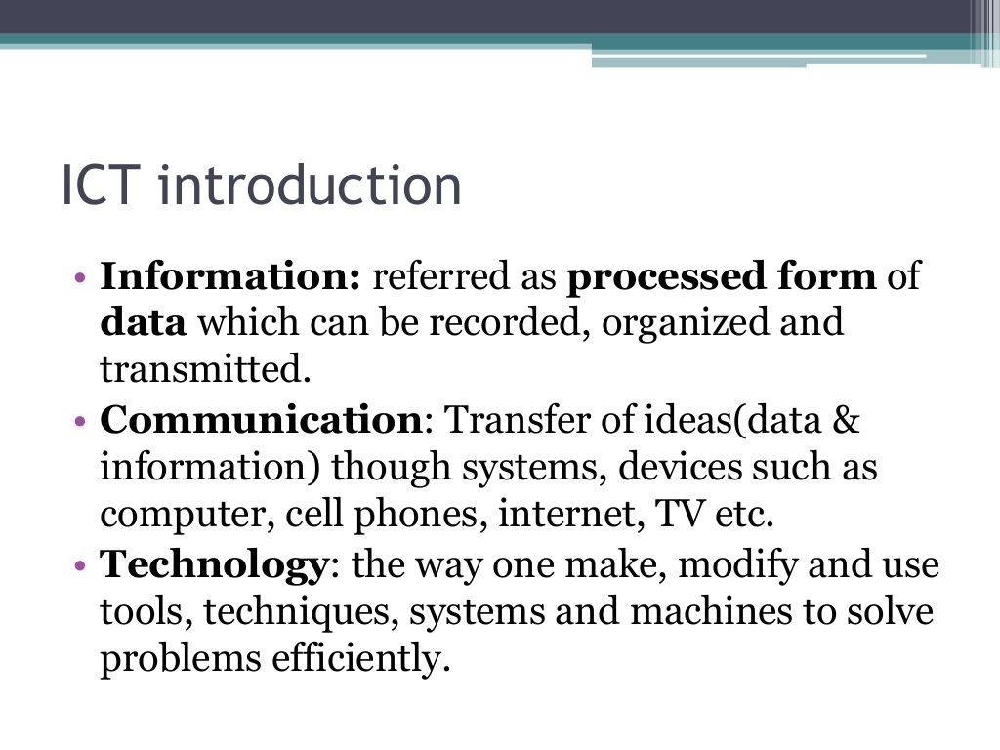 ICT introduction
• Information: referred as processed form of
data which can be recorded, organized and
transmitted.
• Communication: Transfer of ideas(data &
information) though systems, devices such as
computer, cell phones, internet, TV etc.
• Technology: the way one make, modify and use
tools, techniques, systems and machines to solve
problems efficiently.